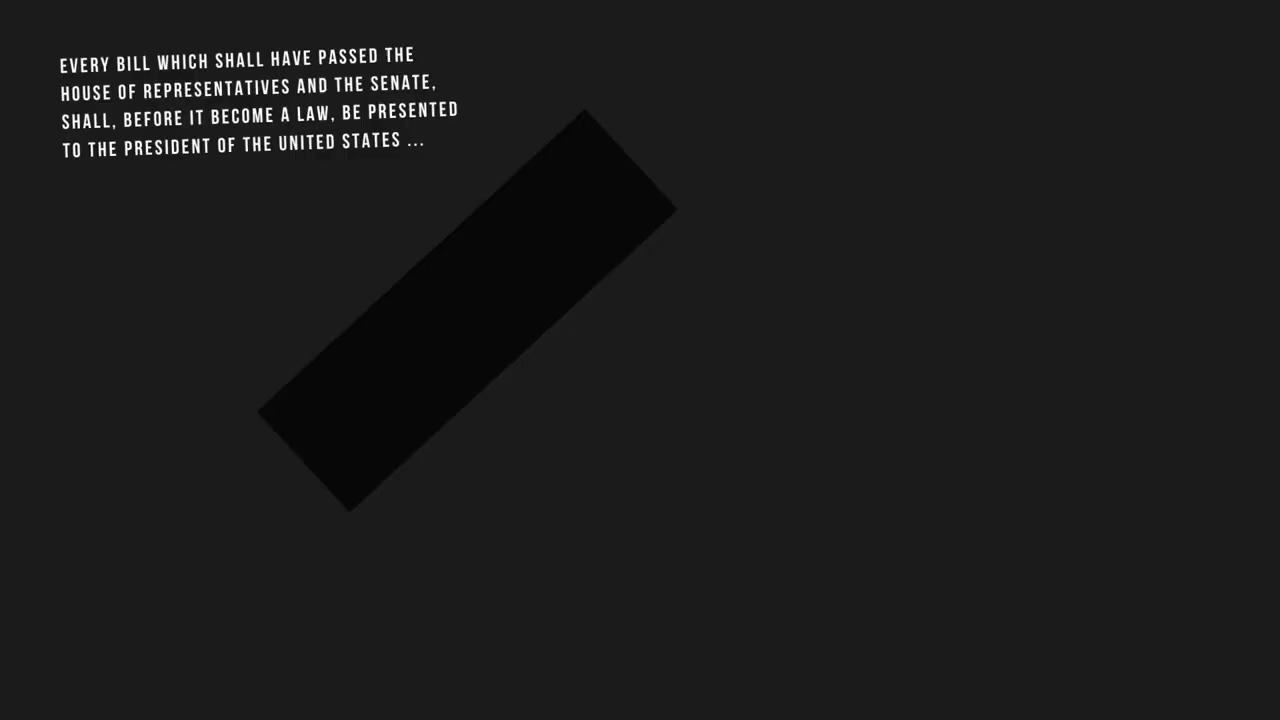 EVERY BILL WHICH SHALL HAVE PASSED THE
HOUSE OF REPRESENTATIVES AND THE SENATE,
SHALL, BEFORE IT BECOME A LAW, BE PRESENTED
TO THE PRESIDENT OF THE UNITED STATES ...